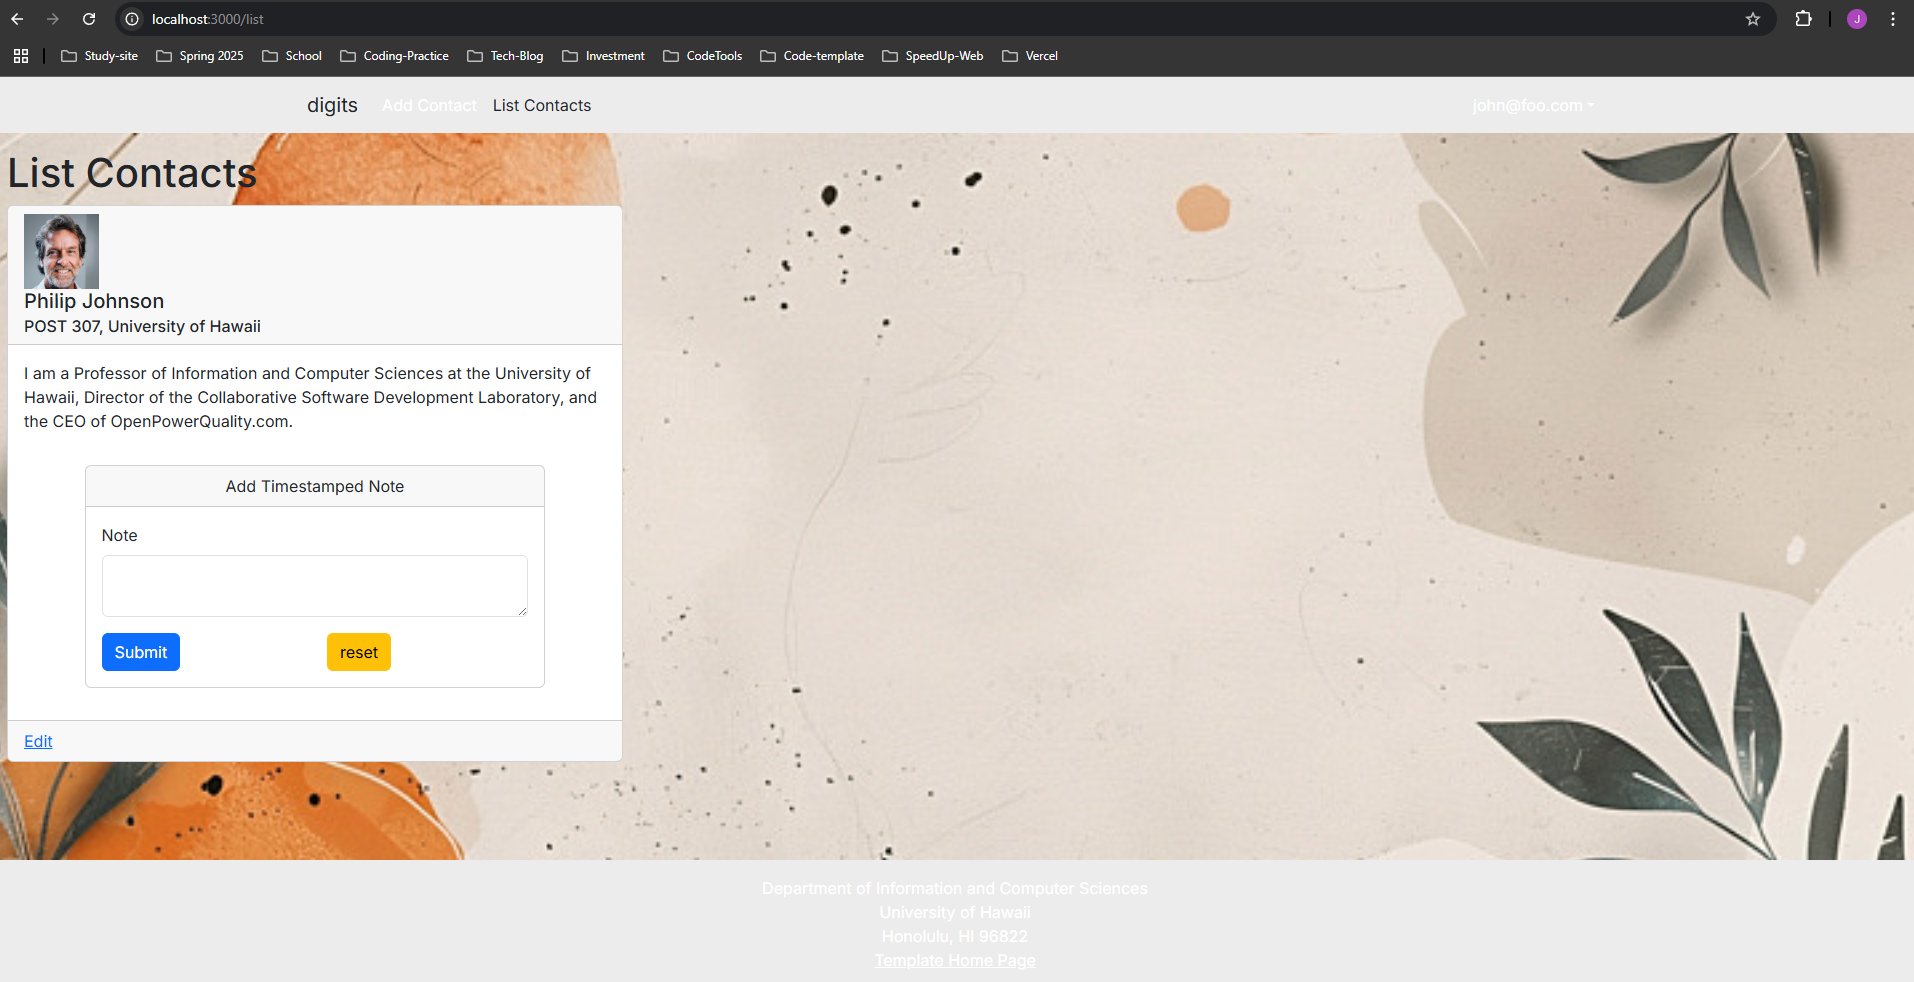 localhost:3000/list
J
Study-site Spring 2025 School Coding-Practice Tech-Blog Investment CodeTools Code-template SpeedUp-Web Vercel
digits Add Contact List Contacts john@foo.com
List Contacts
Philip Johnson
POST 307, University of Hawaii
I am a Professor of Information and Computer Sciences at the University of
Hawaii, Director of the Collaborative Software Development Laboratory, and
the CEO of OpenPowerQuality.com.
Add Timestamped Note
Note
Submit reset
Edit
Department of Information and Computer Sciences
University of Hawaii
Honolulu, HI 96822
Template Home Page